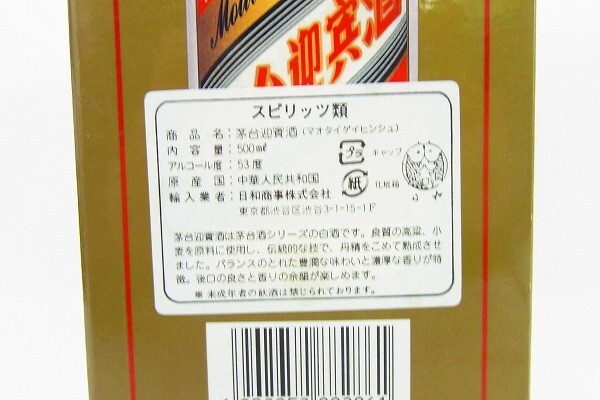 迎宾酒
スピリッツ類
商品名:茅台迎賓酒(マオタイゲイヒンシュ)
内容量:500㎖
プラ キャップ
アルコール度:53度
原産国:中華人民共和国
紙 化粧箱
輸入業者:日和商事株式会社
東京都渋谷区渋谷3-1-15-1F
茅台迎賓酒は茅台酒シリーズの白酒です。良質の高粱、小
麦を原料に使用し、伝統的な技で、丹精をこめて熟成させ
ました。バランスのとれた豊潤な味わいと濃厚な香りが特
徴。後口の良さと香りの余韻が楽しめます。
※未成年者の飲酒は禁じられております。